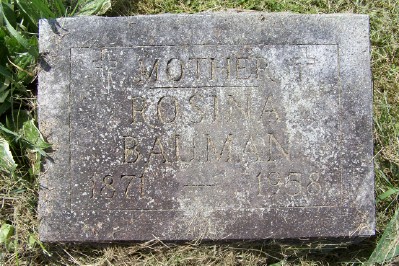 MOTHER
ROSINA
BAUMAN
1871 — 1958